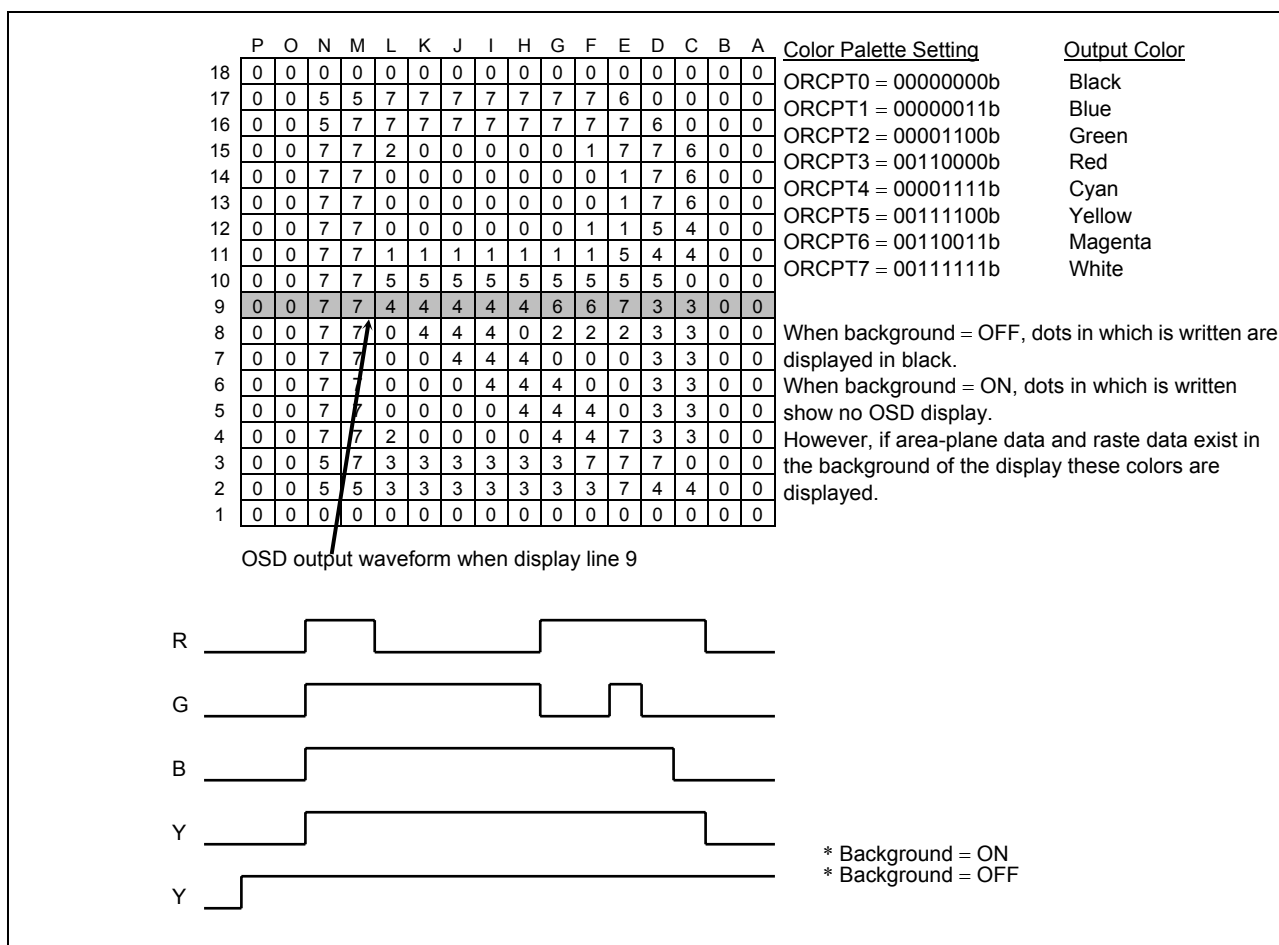 P O N M L K J I H G F E D C B A
18 0 0 0 0 0 0 0 0 0 0 0 0 0 0 0 0
17 0 0 5 5 7 7 7 7 7 7 7 6 0 0 0 0
16 0 0 5 7 7 7 7 7 7 7 7 7 6 0 0 0
15 0 0 7 7 2 0 0 0 0 0 1 7 7 6 0 0
14 0 0 7 7 0 0 0 0 0 0 0 1 7 6 0 0
13 0 0 7 7 0 0 0 0 0 0 0 1 7 6 0 0
12 0 0 7 7 0 0 0 0 0 0 1 1 5 4 0 0
11 0 0 7 7 1 1 1 1 1 1 1 5 4 4 0 0
10 0 0 7 7 5 5 5 5 5 5 5 5 5 0 0 0
9 0 0 7 7 4 4 4 4 4 6 6 7 3 3 0 0
8 0 0 7 7 0 4 4 4 0 2 2 2 3 3 0 0
7 0 0 7 7 0 0 4 4 4 0 0 0 3 3 0 0
6 0 0 7 7 0 0 0 4 4 4 0 0 3 3 0 0
5 0 0 7 7 0 0 0 0 4 4 4 0 3 3 0 0
4 0 0 7 7 2 0 0 0 0 4 4 7 3 3 0 0
3 0 0 5 7 3 3 3 3 3 3 7 7 7 0 0 0
2 0 0 5 5 3 3 3 3 3 3 3 7 4 4 0 0
1 0 0 0 0 0 0 0 0 0 0 0 0 0 0 0 0
Color Palette Setting Output Color
ORCPT0 = 00000000b Black
ORCPT1 = 00000011b Blue
ORCPT2 = 00001100b Green
ORCPT3 = 00110000b Red
ORCPT4 = 00001111b Cyan
ORCPT5 = 00111100b Yellow
ORCPT6 = 00110011b Magenta
ORCPT7 = 00111111b White
When background = OFF, dots in which is written are
displayed in black.
When background = ON, dots in which is written
show no OSD display.
However, if area-plane data and raste data exist in
the background of the display these colors are
displayed.
OSD output waveform when display line 9
R
G
B
Y
Y
* Background = ON
* Background = OFF